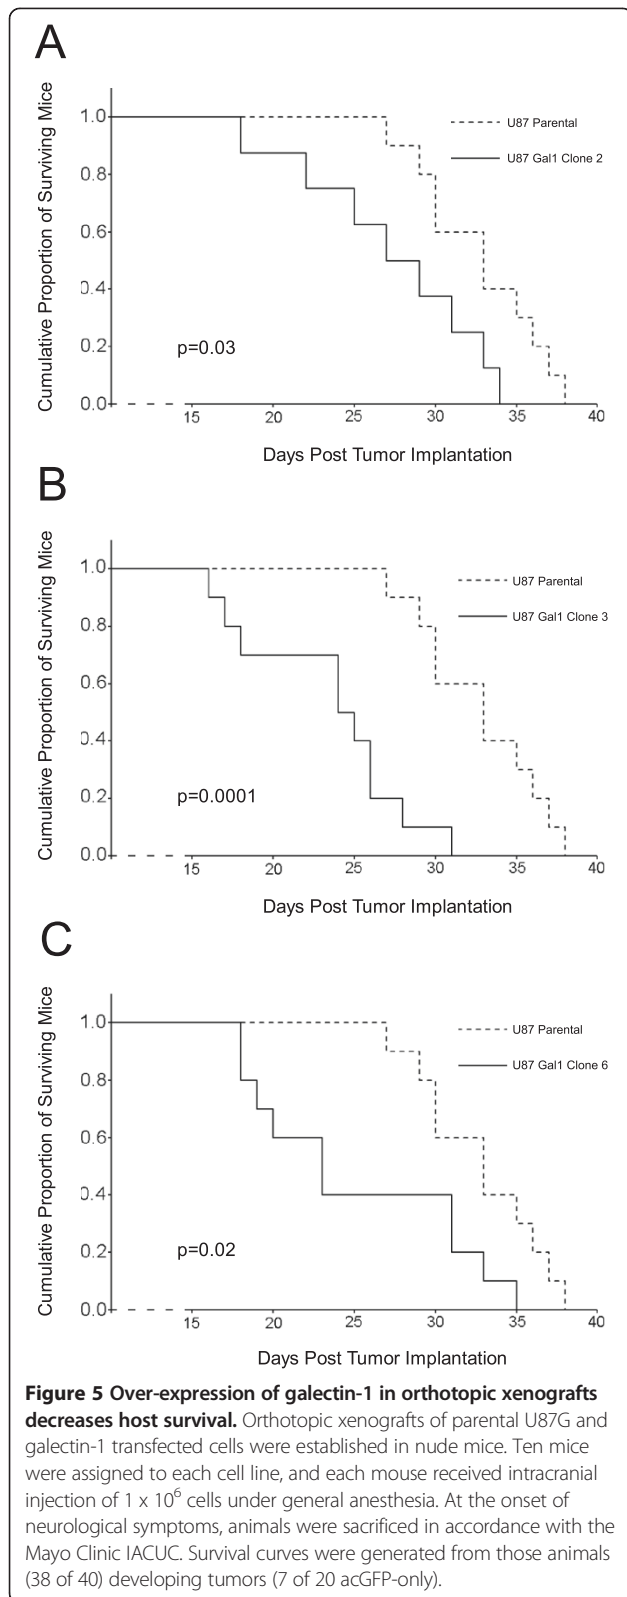 A
Cumulative Proportion of Surviving Mice
1.0
0.8
0.6
0.4
0.2
0.0
U87 Parental
U87 Gal1 Clone 2
p=0.03
15 20 25 30 35 40
Days Post Tumor Implantation
B
Cumulative Proportion of Surviving Mice
1.0
0.8
0.6
0.4
0.2
0.0
U87 Parental
U87 Gal1 Clone 3
p=0.0001
15 20 25 30 35 40
Days Post Tumor Implantation
C
Cumulative Proportion of Surviving Mice
1.0
0.8
0.6
0.4
0.2
0.0
U87 Parental
U87 Gal1 Clone 6
p=0.02
15 20 25 30 35 40
Days Post Tumor Implantation
Figure 5 Over-expression of galectin-1 in orthotopic xenografts
decreases host survival. Orthotopic xenografts of parental U87G and
galectin-1 transfected cells were established in nude mice. Ten mice
were assigned to each cell line, and each mouse received intracranial
injection of 1 x 10⁶ cells under general anesthesia. At the onset of
neurological symptoms, animals were sacrificed in accordance with the
Mayo Clinic IACUC. Survival curves were generated from those animals
(38 of 40) developing tumors (7 of 20 acGFP-only).